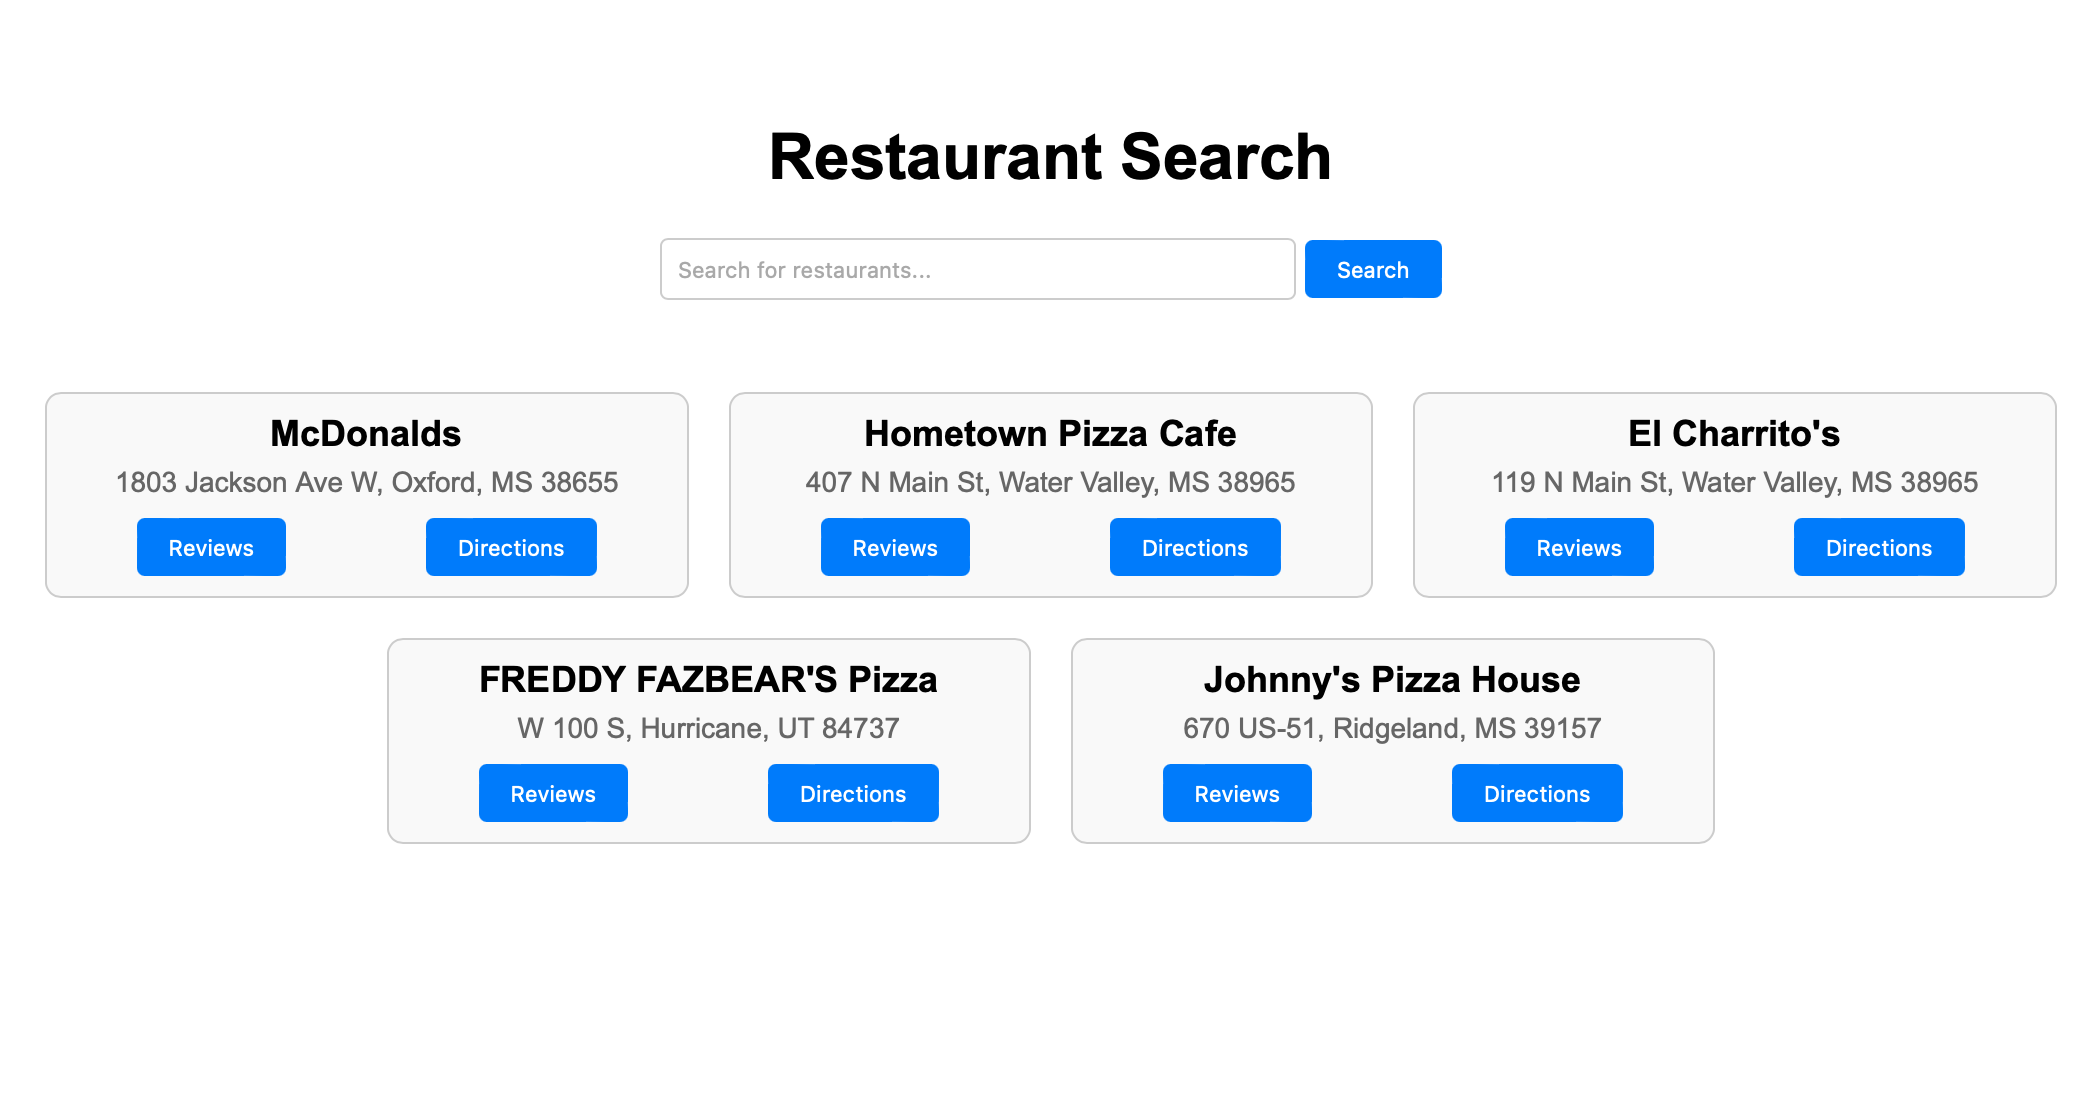 Restaurant Search
Search for restaurants...
Search
McDonalds
1803 Jackson Ave W, Oxford, MS 38655
Reviews
Directions
Hometown Pizza Cafe
407 N Main St, Water Valley, MS 38965
Reviews
Directions
El Charrito's
119 N Main St, Water Valley, MS 38965
Reviews
Directions
FREDDY FAZBEAR'S Pizza
W 100 S, Hurricane, UT 84737
Reviews
Directions
Johnny's Pizza House
670 US-51, Ridgeland, MS 39157
Reviews
Directions